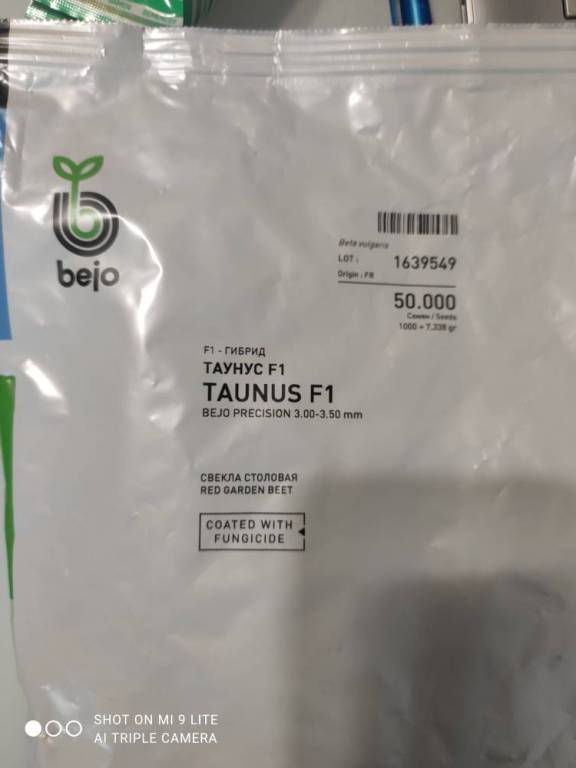 bejo
Beta vulgaris
LOT : 1639549
Origin : FR
50.000
Семян / Seeds
1000 = 7,338 gr
F1 - ГИБРИД
ТАУНУС F1
TAUNUS F1
BEJO PRECISION 3.00-3.50 mm
СВЕКЛА СТОЛОВАЯ
RED GARDEN BEET
COATED WITH
FUNGICIDE
SHOT ON MI 9 LITE
AI TRIPLE CAMERA